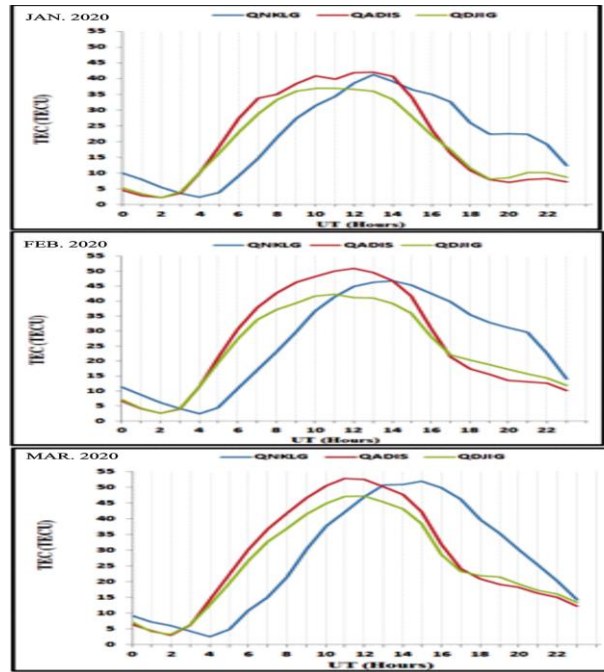 JAN. 2020
QNKLG QADIS QDJIG
TEC (TECU)
55
50
45
40
35
30
25
20
15
10
5
0
0 2 4 6 8 10 12 14 16 18 20 22
UT (Hours)
FEB. 2020
QNKLG QADIS QDJIG
TEC (TECU)
55
50
45
40
35
30
25
20
15
10
5
0
0 2 4 6 8 10 12 14 16 18 20 22
UT (Hours)
MAR. 2020
QNKLG QADIS QDJIG
TEC (TECU)
55
50
45
40
35
30
25
20
15
10
5
0
0 2 4 6 8 10 12 14 16 18 20 22
UT (Hours)